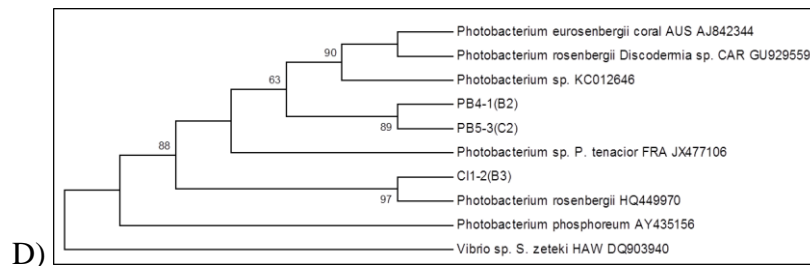 Photobacterium eurosenbergii coral AUS AJ842344
90
Photobacterium rosenbergii Discodermia sp. CAR GU929559
63
Photobacterium sp. KC012646
PB4-1(B2)
89
PB5-3(C2)
88
Photobacterium sp. P. tenacior FRA JX477106
CI1-2(B3)
97
Photobacterium rosenbergii HQ449970
Photobacterium phosphoreum AY435156
D)
Vibrio sp. S. zeteki HAW DQ903940